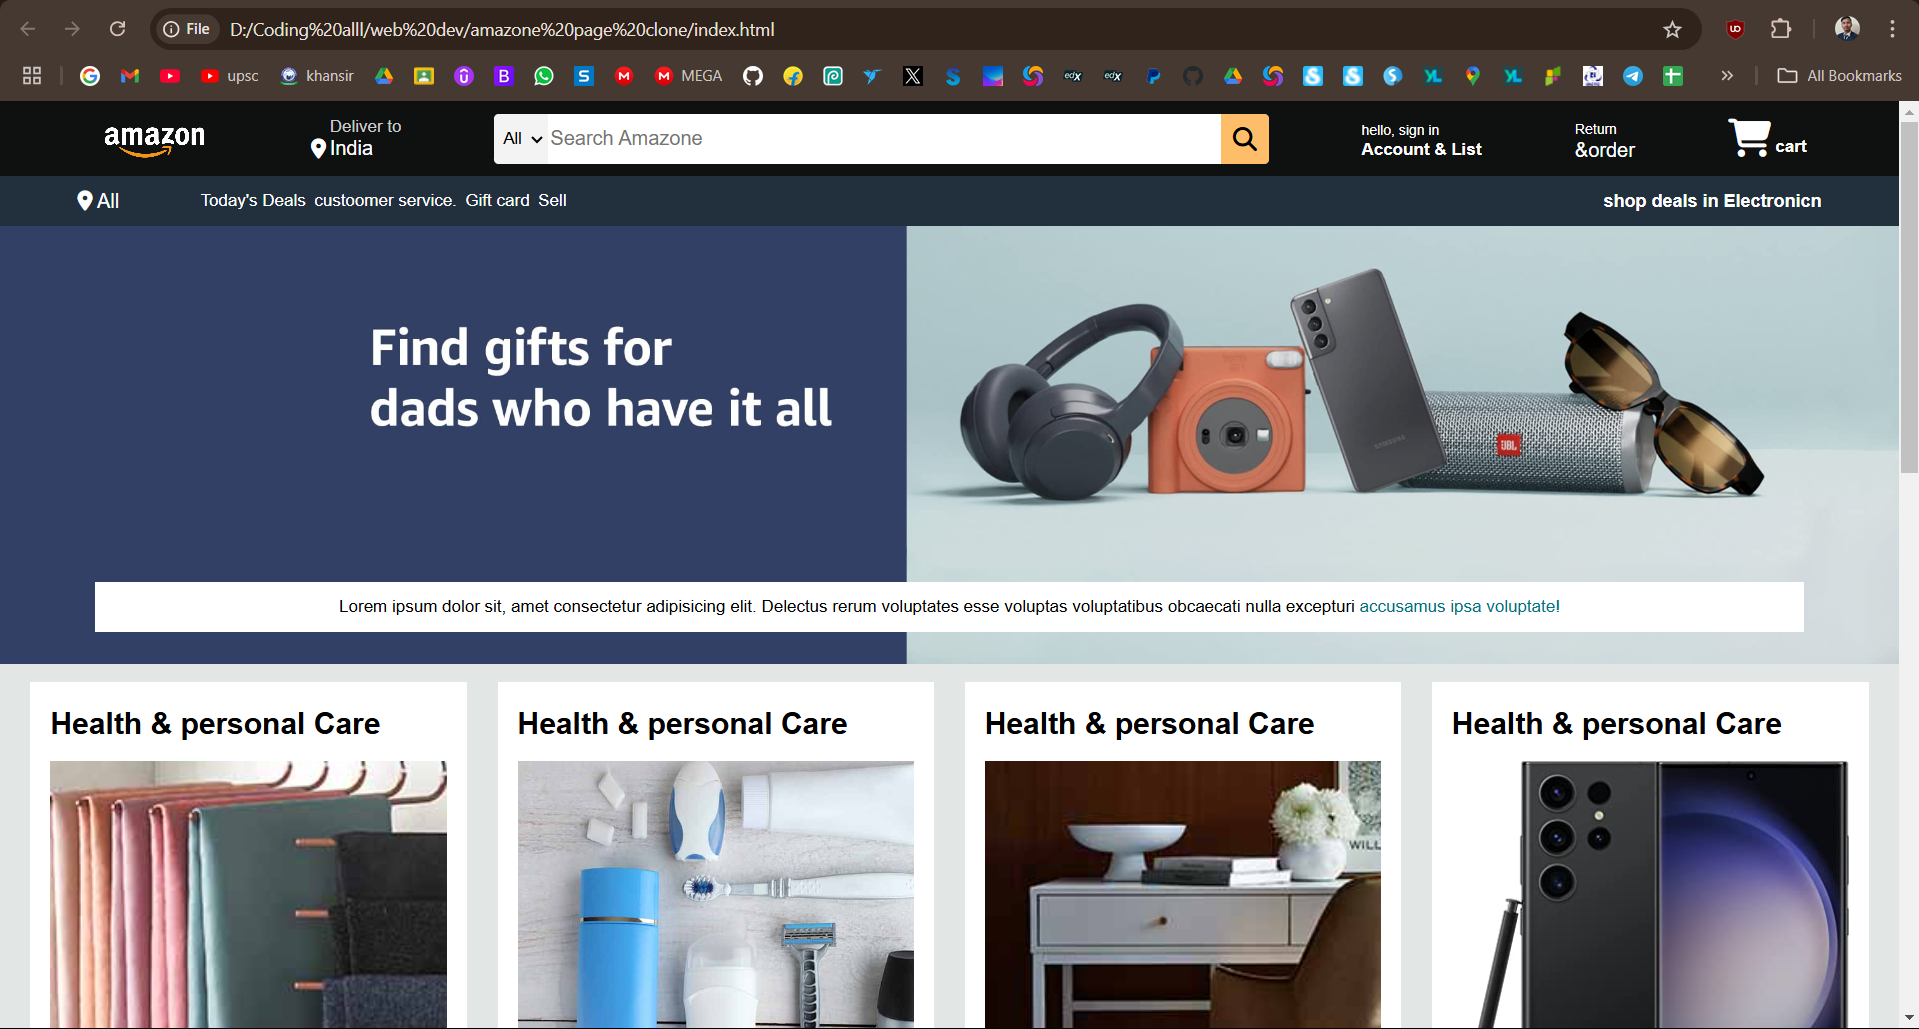 File D:/Coding%20alll/web%20dev/amazone%20page%20clone/index.html
upsc khansir MEGA All Bookmarks
amazon
Deliver to
India
All Search Amazone
hello, sign in
Account & List
Return
&order
cart
All Today's Deals custoomer service. Gift card Sell shop deals in Electronicn
Find gifts for
dads who have it all
SAMSUNG
JBL
Lorem ipsum dolor sit, amet consectetur adipisicing elit. Delectus rerum voluptates esse voluptas voluptatibus obcaecati nulla excepturi accusamus ipsa voluptate!
Health & personal Care Health & personal Care Health & personal Care Health & personal Care
WILL